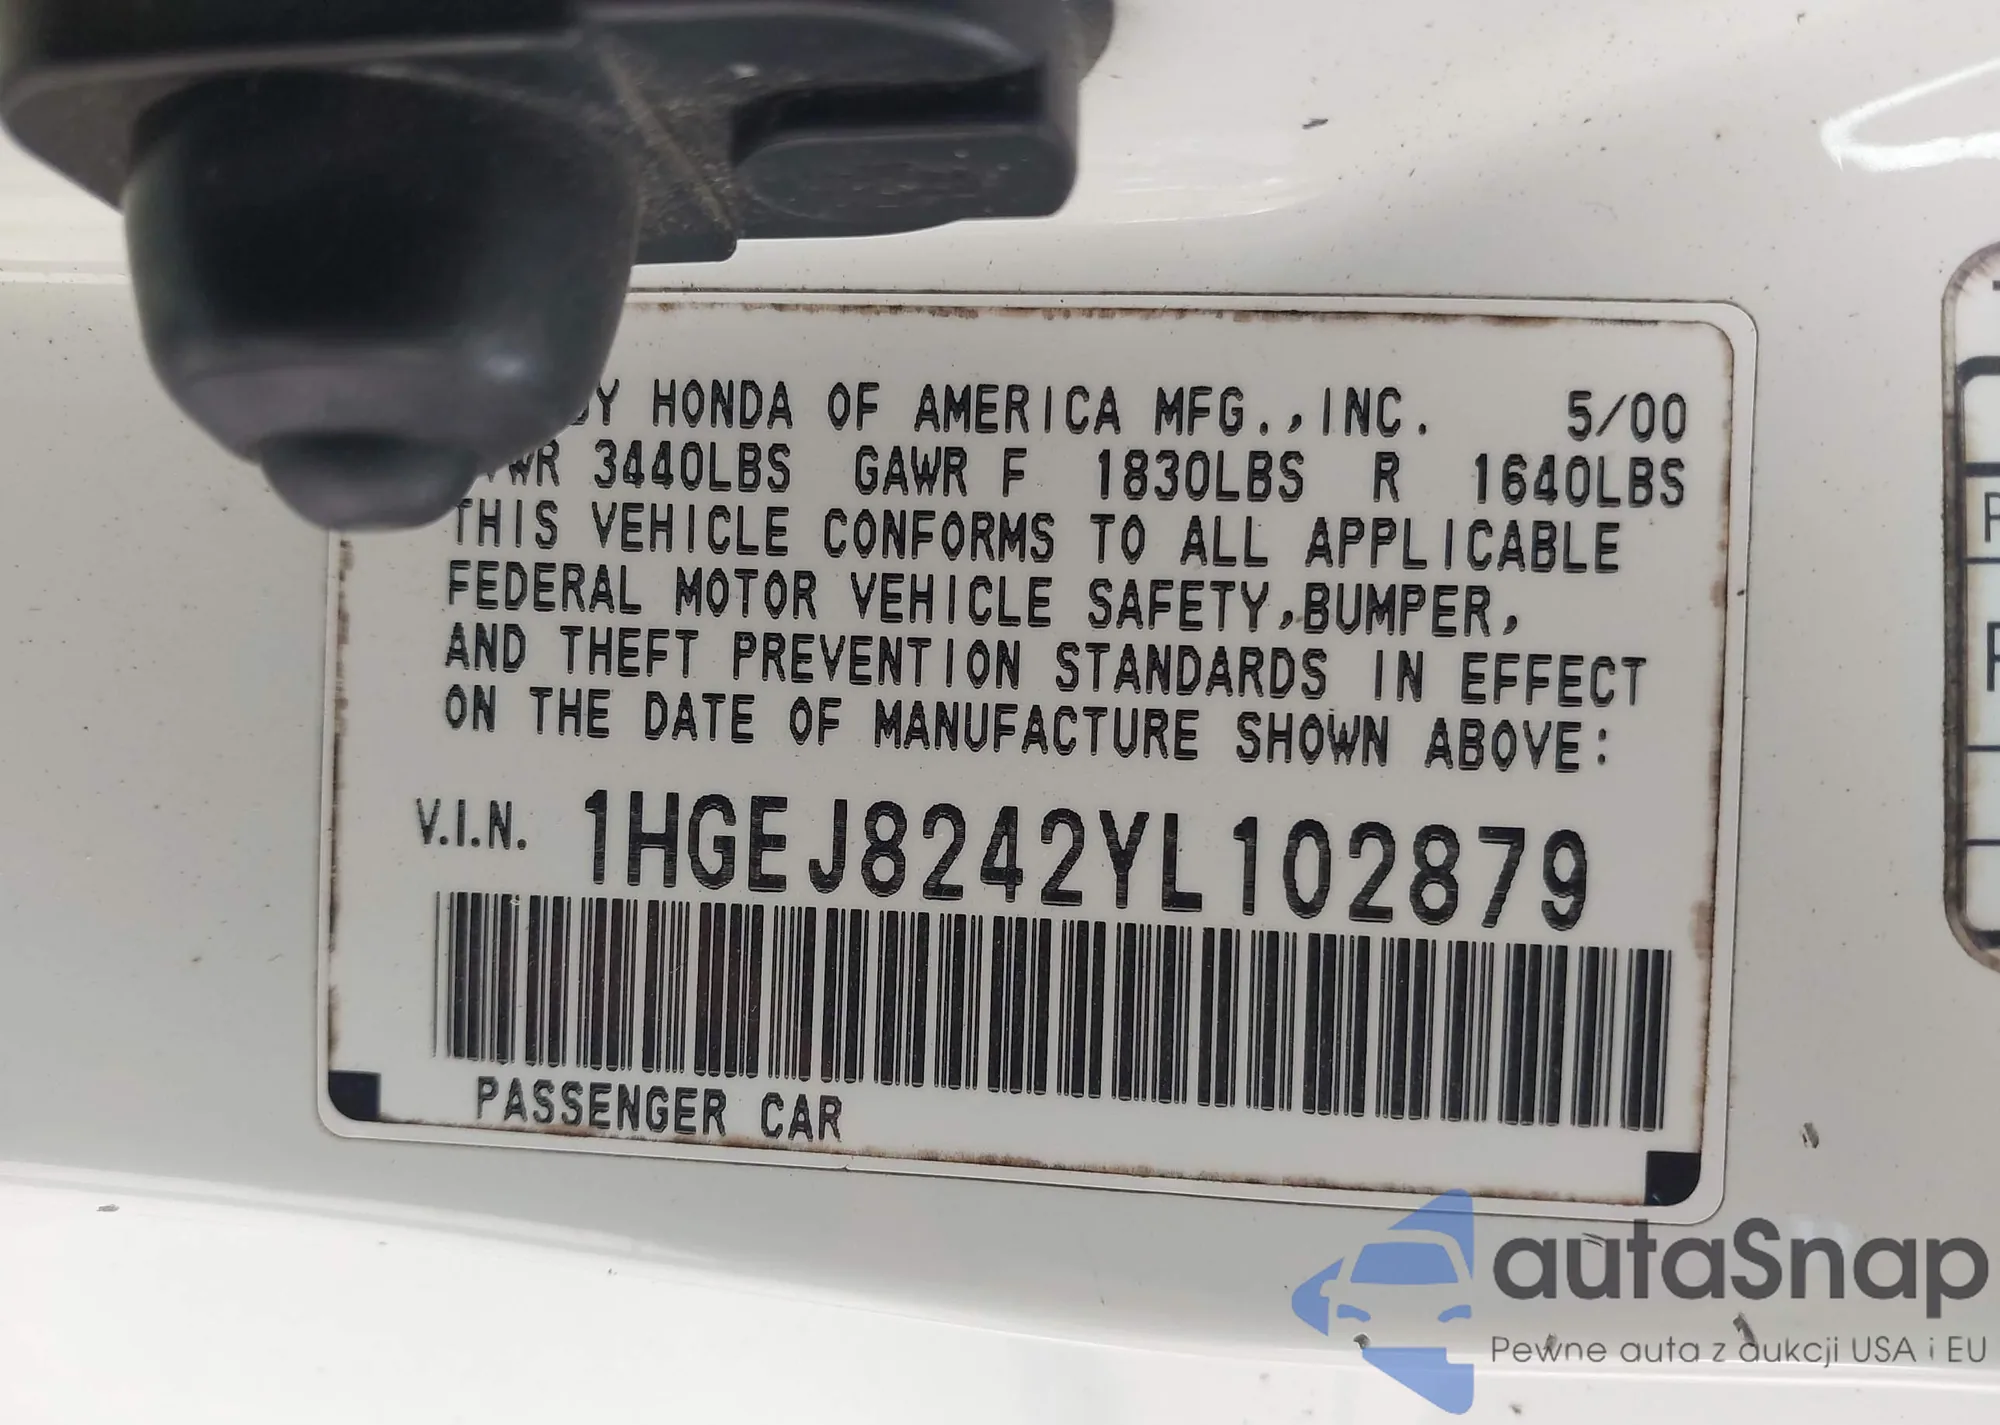 HONDA OF AMERICA MFG.,INC. 5/00
3440LBS GAWR F 1830LBS R 1640LBS
THIS VEHICLE CONFORMS TO ALL APPLICABLE
FEDERAL MOTOR VEHICLE SAFETY,BUMPER,
AND THEFT PREVENTION STANDARDS IN EFFECT
ON THE DATE OF MANUFACTURE SHOWN ABOVE:
V.I.N. 1HGEJ8242YL102879
PASSENGER CAR
autaSnap
Pewne auta z aukcji USA i EU